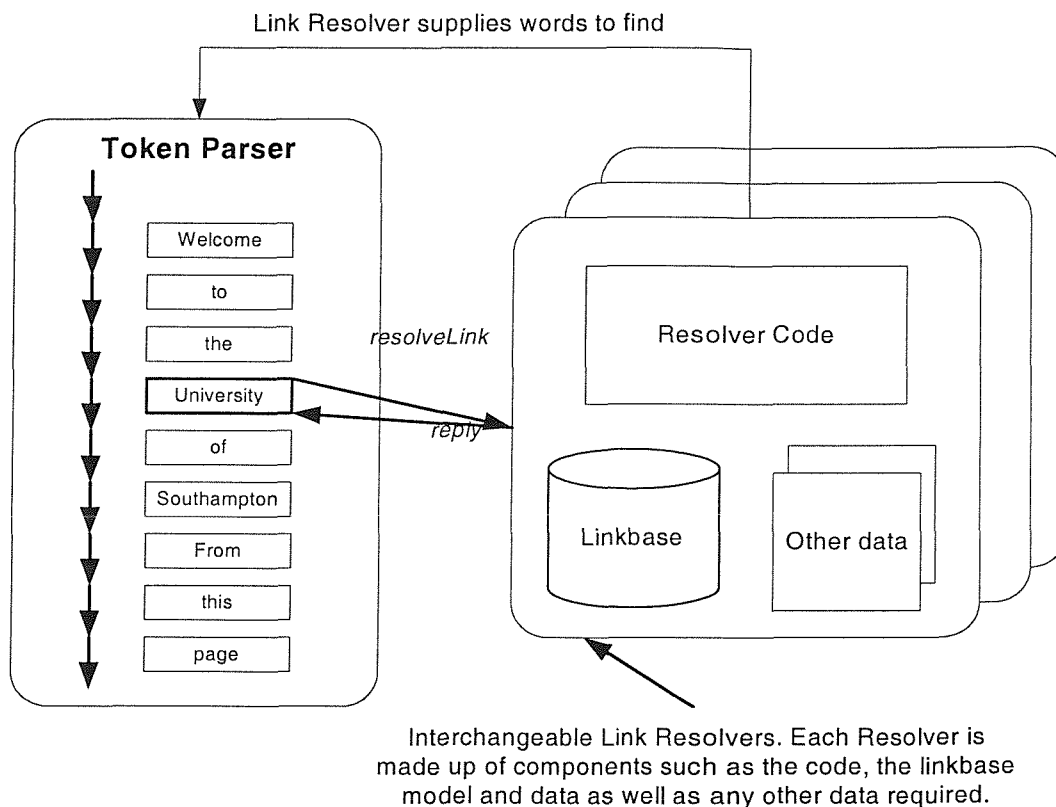 Link Resolver supplies words to find
Token Parser
Welcome
to
the
University
of
Southampton
From
this
page
resolveLink
reply
Resolver Code
Linkbase
Other data
Interchangeable Link Resolvers. Each Resolver is
made up of components such as the code, the linkbase
model and data as well as any other data required.